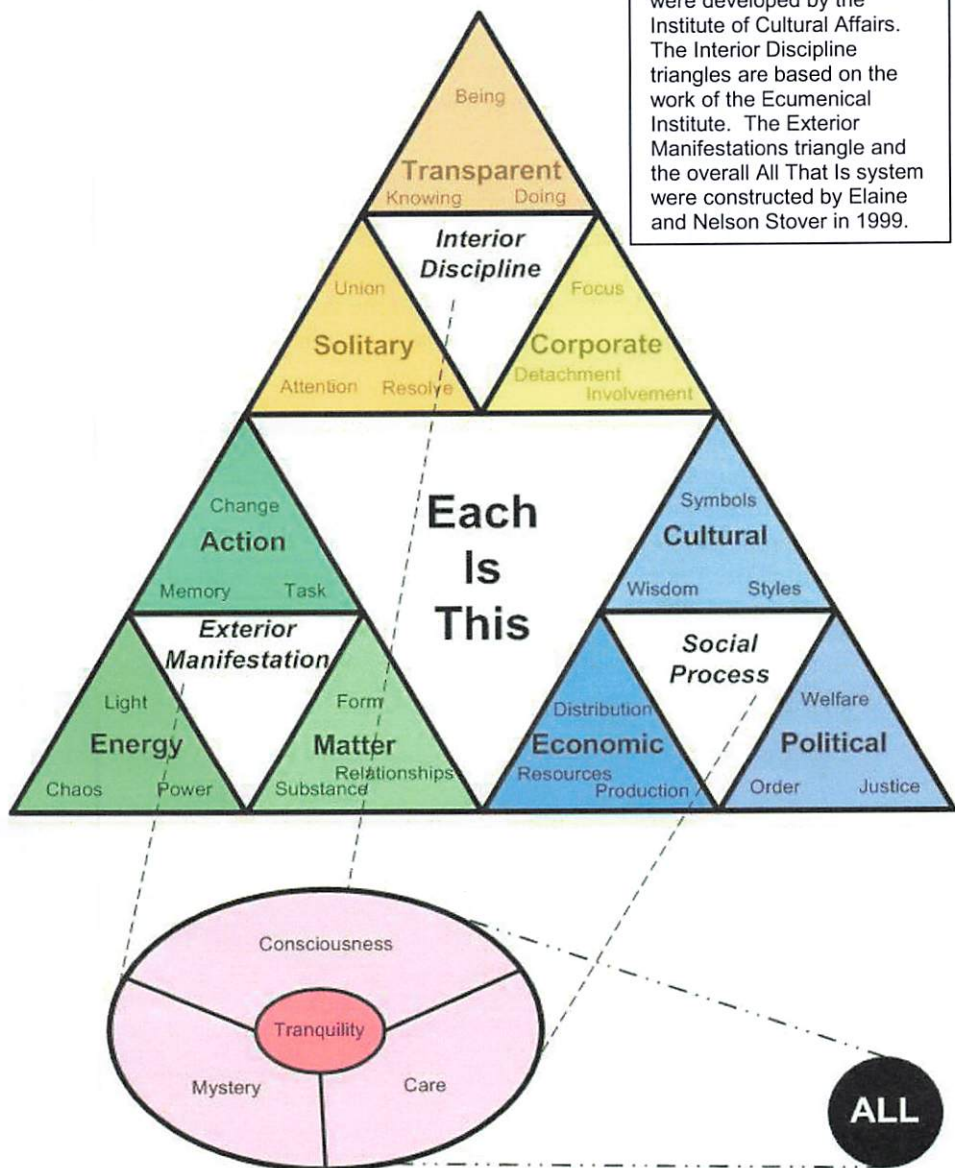 were developed by the
Institute of Cultural Affairs.
The Interior Discipline
triangles are based on the
work of the Ecumenical
Institute. The Exterior
Manifestations triangle and
the overall All That Is system
were constructed by Elaine
and Nelson Stover in 1999.
Being
Transparent
Knowing Doing
Interior
Discipline
Union
Solitary
Attention Resolve
Focus
Corporate
Detachment
Involvement
Each
Is
This
Change
Action
Memory Task
Symbols
Cultural
Wisdom Styles
Exterior
Manifestation
Social
Process
Light
Energy
Chaos Power
Form
Matter
Relationships
Substance
Distribution
Economic
Resources
Production
Welfare
Political
Order Justice
Consciousness
Tranquility
Mystery Care
ALL